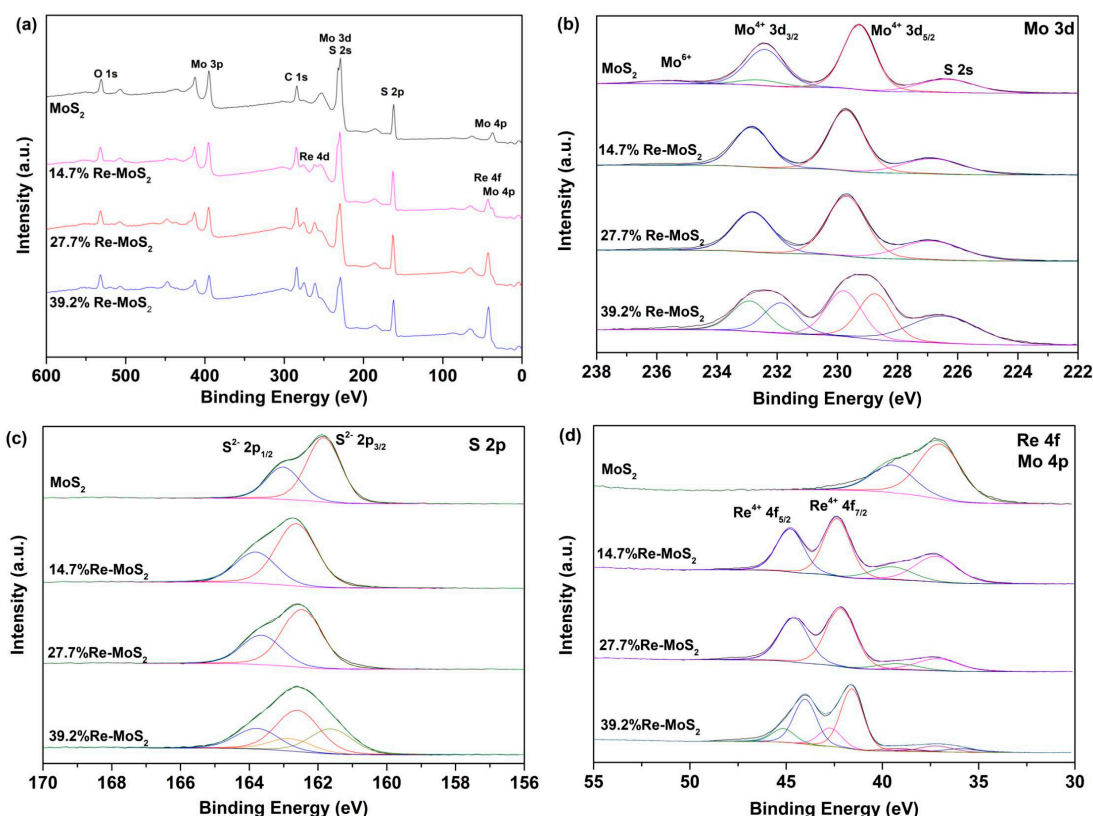 (a)
O 1s
Mo 3p
C 1s
Mo 3d
S 2s
S 2p
Mo 4p
MoS2
Re 4d
Re 4f
Mo 4p
14.7% Re-MoS2
27.7% Re-MoS2
39.2% Re-MoS2
Intensity (a.u.)
600 500 400 300 200 100 0
Binding Energy (eV)
(b)
Mo 3d
Mo4+ 3d3/2
Mo4+ 3d5/2
Mo6+
S 2s
MoS2
14.7% Re-MoS2
27.7% Re-MoS2
39.2% Re-MoS2
Intensity (a.u.)
238 236 234 232 230 228 226 224 222
Binding Energy (eV)
(c)
S 2p
S2- 2p1/2
S2- 2p3/2
MoS2
14.7%Re-MoS2
27.7%Re-MoS2
39.2%Re-MoS2
Intensity (a.u.)
170 168 166 164 162 160 158 156
Binding Energy (eV)
(d)
Re 4f
Mo 4p
MoS2
Re4+ 4f5/2
Re4+ 4f7/2
14.7%Re-MoS2
27.7%Re-MoS2
39.2%Re-MoS2
Intensity (a.u.)
55 50 45 40 35 30
Binding Energy (eV)